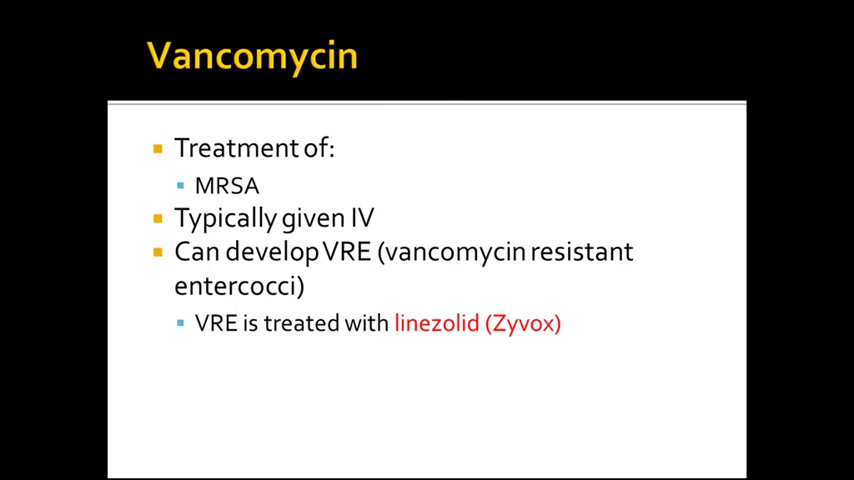 Vancomycin
Treatment of:
MRSA
Typically given IV
Can develop VRE (vancomycin resistant
entercocci)
VRE is treated with linezolid (Zyvox)